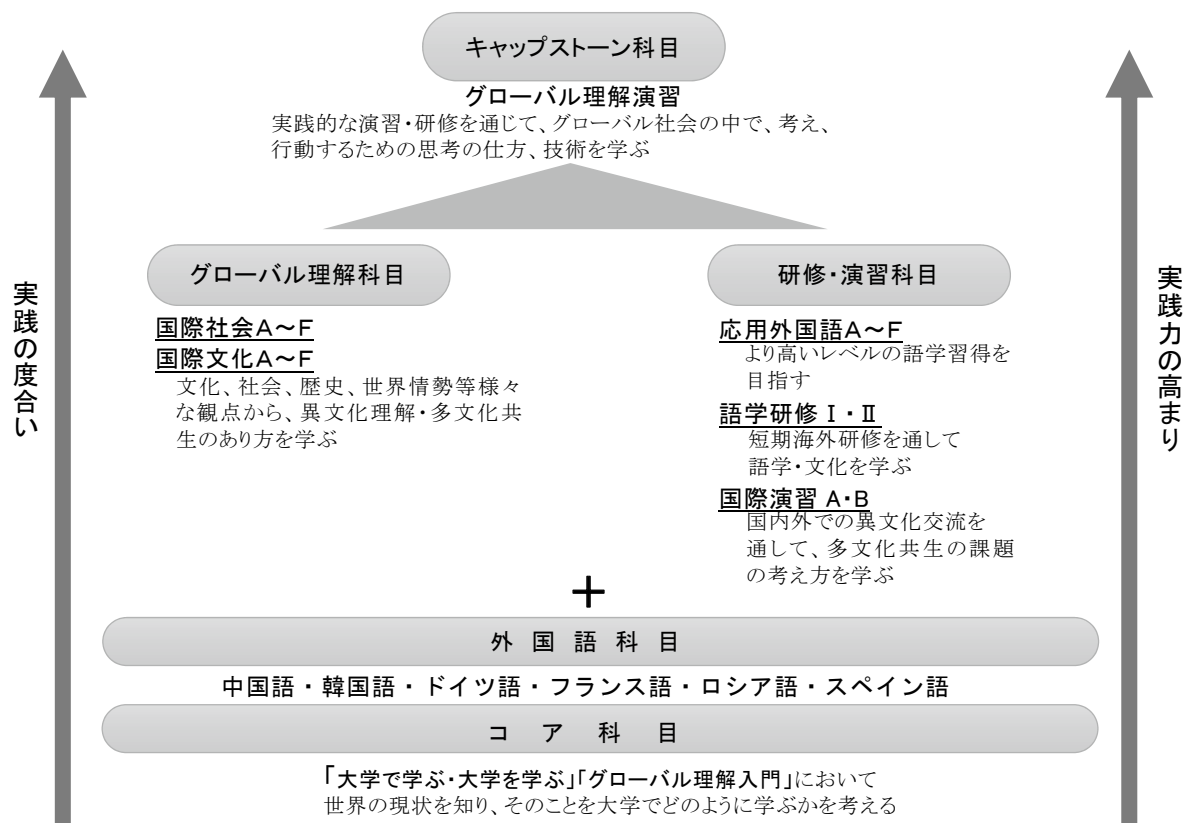 キャップストーン科目
グローバル理解演習
実践的な演習・研修を通じて、グローバル社会の中で、考え、
行動するための思考の仕方、技術を学ぶ
実践の度合い
グローバル理解科目
国際社会A～F
国際文化A～F
文化、社会、歴史、世界情勢等様々
な観点から、異文化理解・多文化共
生のあり方を学ぶ
研修・演習科目
応用外国語A～F
より高いレベルの語学習得を
目指す
語学研修 Ⅰ・Ⅱ
短期海外研修を通して
語学・文化を学ぶ
国際演習 A・B
国内外での異文化交流を
通して、多文化共生の課題
の考え方を学ぶ
実践力の高まり
＋
外国語科目
中国語・韓国語・ドイツ語・フランス語・ロシア語・スペイン語
コア科目
「大学で学ぶ・大学を学ぶ」「グローバル理解入門」において
世界の現状を知り、そのことを大学でどのように学ぶかを考える